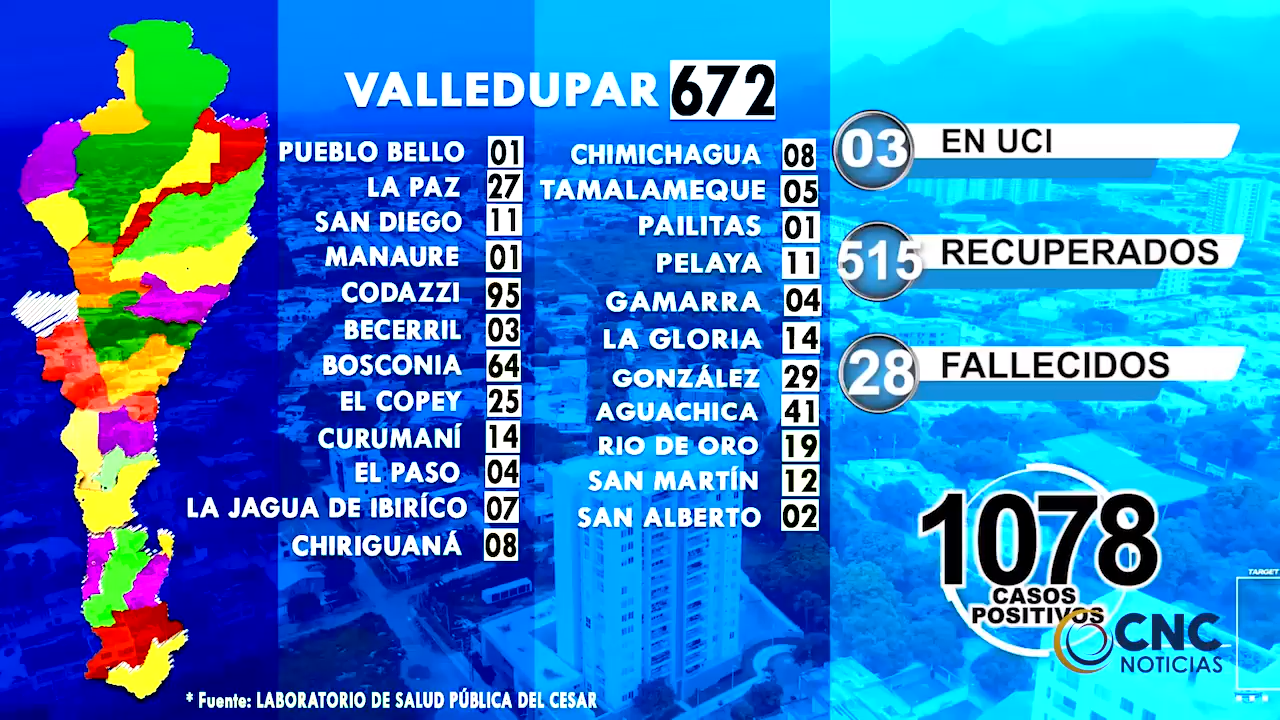 VALLEDUPAR 672
PUEBLO BELLO 01
LA PAZ 27
SAN DIEGO 11
MANAURE 01
CODAZZI 95
BECERRIL 03
BOSCONIA 64
EL COPEY 25
CURUMANÍ 14
EL PASO 04
LA JAGUA DE IBIRÍCO 07
CHIRIGUANÁ 08
CHIMICHAGUA 08
TAMALAMEQUE 05
PAILITAS 01
PELAYA 11
GAMARRA 04
LA GLORIA 14
GONZÁLEZ 29
AGUACHICA 41
RIO DE ORO 19
SAN MARTÍN 12
SAN ALBERTO 02
03 EN UCI
515 RECUPERADOS
28 FALLECIDOS
1078
CASOS
POSITIVOS
TARGET
CNC
NOTICIAS
* Fuente: LABORATORIO DE SALUD PÚBLICA DEL CESAR